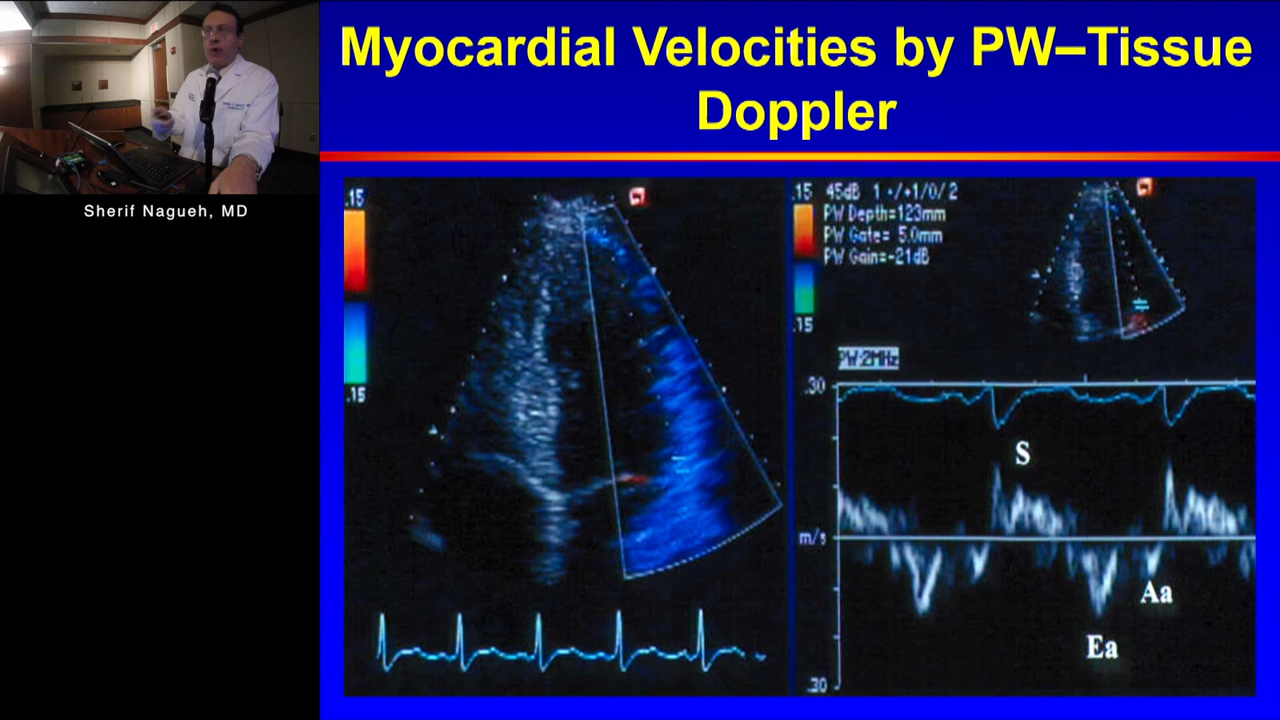 Myocardial Velocities by PW–Tissue
Doppler
Sherif Nagueh, MD
.15
.15
.15
45dB 1 +/+1/0/2
PW Depth=123mm
PW Gate= 5.0mm
PW Gain=-21dB
.15
PW:2MHz
.30
S
m/s
Aa
Ea
.30